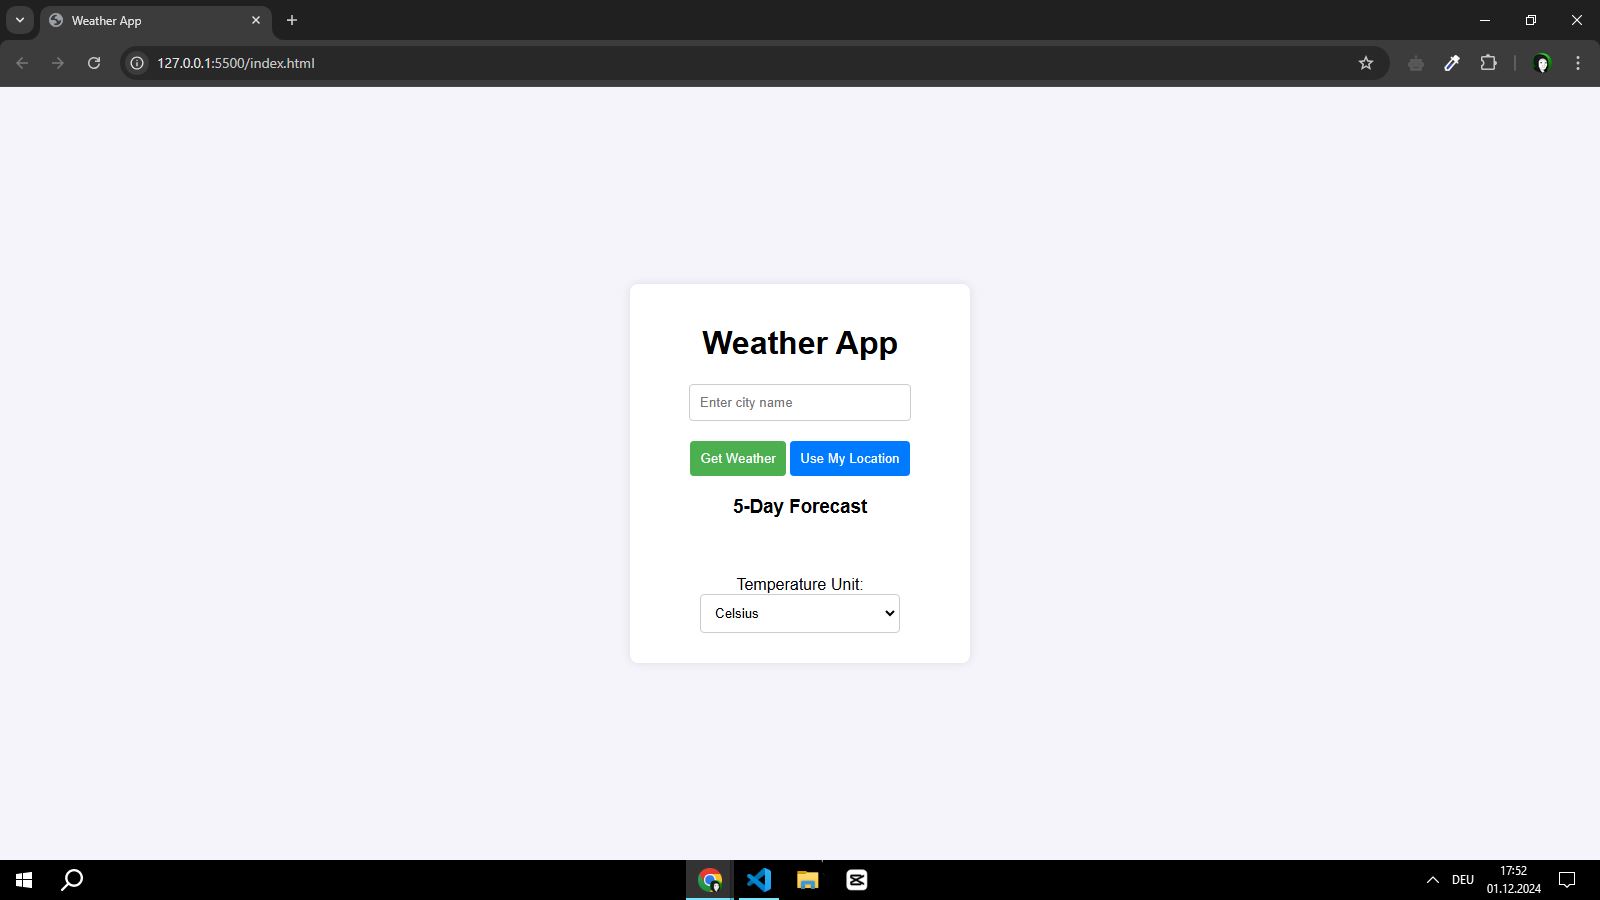 Weather App
127.0.0.1:5500/index.html
Weather App
Enter city name
Get Weather Use My Location
5-Day Forecast
Temperature Unit:
Celsius
DEU
17:52
01.12.2024